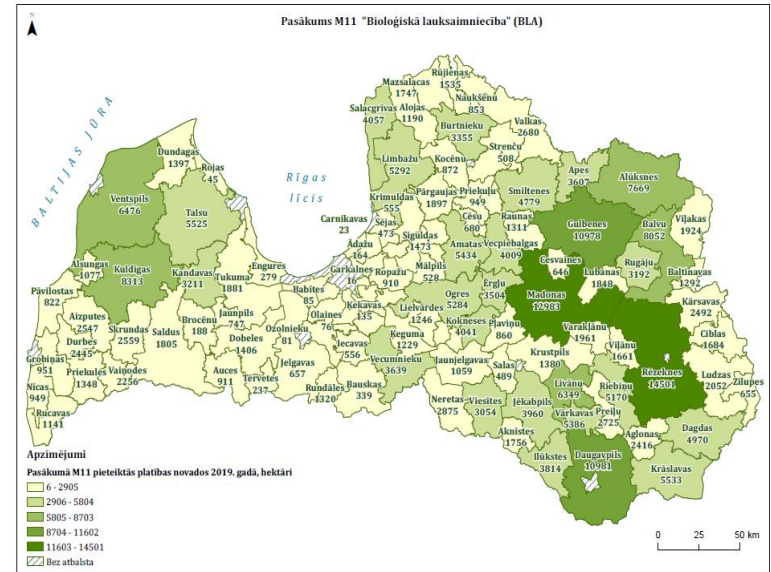 N
Pasākums M11 "Bioloģiskā lauksaimniecība" (BLA)
BALTIJAS JŪRA
Rīgas
līcis
Dundagas
1397
Rojas
45
Ventspils
6476
Talsu
5525
Alsungas
1077
Kuldīgas
8313
Kandavas
3211
Tukuma
1881
Engures
279
Pāvilostas
822
Aizputes
2547
Durbes
2445
Skrundas
2559
Saldus
1805
Brocēnu
188
Jaunpils
747
Dobeles
1406
Grobiņas
951
Priekules
1348
Vaiņodes
2256
Auces
911
Tērvetes
237
Nīcas
949
Rucavas
1141
Jelgavas
657
Ozolnieku
81
Babītes
85
Olaines
76
Ķekavas
135
Iecavas
556
Rundāles
1320
Bauskas
339
Vecumnieku
3639
Ķeguma
1229
Lielvārdes
1246
Ogres
5284
Mazsalacas
1747
Rūjienas
1535
Naukšēnu
853
Salacgrīvas
4057
Alojas
1190
Burtnieku
3355
Valkas
2680
Strenču
508
Limbažu
5292
Kocēnu
872
Krimuldas
555
Pārgaujas
1897
Priekuļu
949
Smiltenes
4779
Apes
3607
Alūksnes
7669
Carnikavas
23
Sējas
473
Cēsu
680
Raunas
1311
Ādažu
164
Siguldas
1473
Amatas
5434
Vecpiebalgas
4009
Garkalnes
16
Ropažu
910
Mālpils
528
Gulbenes
10978
Balvu
8052
Viļakas
1924
Cesvaines
646
Lubānas
1848
Rugāju
3192
Baltinavas
1292
Ērgļu
3504
Madonas
12983
Kokneses
4041
Pļaviņu
860
Varakļānu
1961
Kārsavas
2492
Ciblas
1684
Viļānu
1661
Rēzeknes
14501
Ludzas
2052
Zilupes
655
Jaunjelgavas
1059
Salas
489
Krustpils
1380
Līvānu
6349
Riebiņu
5170
Neretas
2875
Viesītes
3054
Jēkabpils
3960
Vārkavas
5386
Preiļu
2725
Aglonas
2416
Dagdas
4970
Aknīstes
1756
Ilūkstes
3814
Daugavpils
10981
Krāslavas
5533
Apzīmējumi
Pasākumā M11 pieteiktās platības novados 2019. gadā, hektāri
6 - 2905
2906 - 5804
5805 - 8703
8704 - 11602
11603 - 14501
Bez atbalsta
0 25 50 km